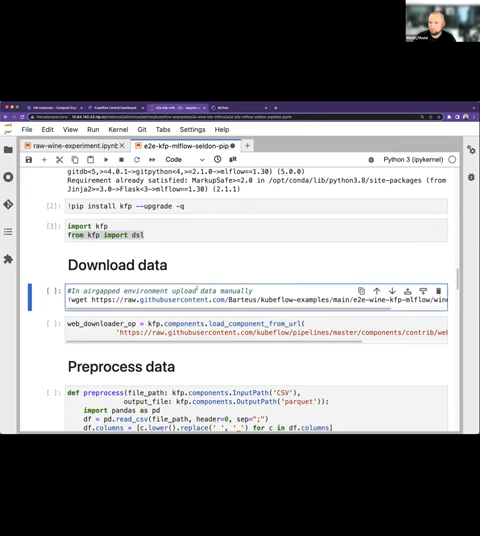 Kubeflow Central Dashboard
File Edit View Run Kernel Git Tabs Settings Help
raw-wine-experiment.ipynb
e2e-kfp-mlflow-seldon-pip
Code
git
Python 3 (ipykernel)
gitdb<5,>=4.0.1->gitpython<4,>=2.1.0->mlflow==1.30) (5.0.0)
Requirement already satisfied: MarkupSafe>=2.0 in /opt/conda/lib/python3.8/site-packages (from
Jinja2>=3.0->Flask<3->mlflow==1.30) (2.1.1)
[2]: !pip install kfp --upgrade -q
[3]: import kfp
from kfp import dsl
Download data
[ ]: #In airgapped environment upload data manually
!wget https://raw.githubusercontent.com/Barteus/kubeflow-examples/main/e2e-wine-kfp-mlflow/wine
[ ]: web_downloader_op = kfp.components.load_component_from_url(
'https://raw.githubusercontent.com/kubeflow/pipelines/master/components/contrib/wel
Preprocess data
[ ]: def preprocess(file_path: kfp.components.InputPath('CSV'),
output_file: kfp.components.OutputPath('parquet')):
import pandas as pd
df = pd.read_csv(file_path, header=0, sep=";")
df.columns = [c.lower().replace(' ', '_') for c in df.columns]